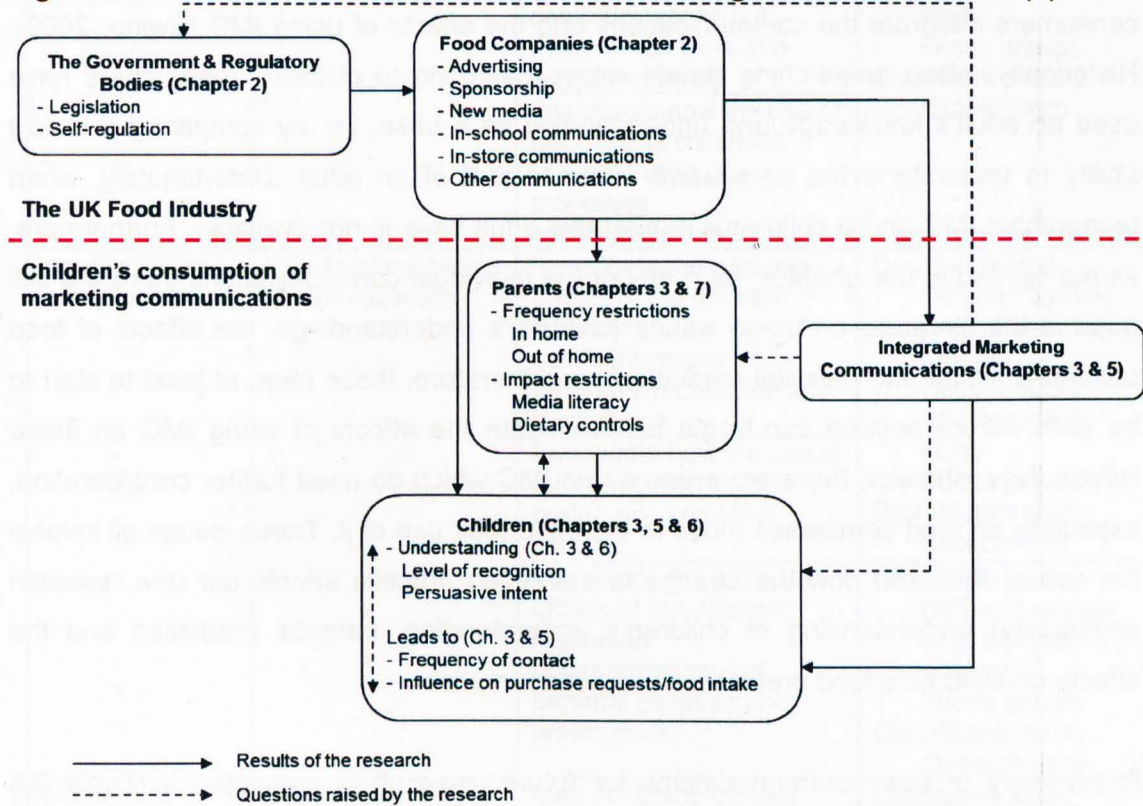 The Government & Regulatory
Bodies (Chapter 2)
- Legislation
- Self-regulation
Food Companies (Chapter 2)
- Advertising
- Sponsorship
- New media
- In-school communications
- In-store communications
- Other communications
The UK Food Industry
Children's consumption of
marketing communications
Parents (Chapters 3 & 7)
- Frequency restrictions
In home
Out of home
- Impact restrictions
Media literacy
Dietary controls
Integrated Marketing
Communications (Chapters 3 & 5)
Children (Chapters 3, 5 & 6)
- Understanding (Ch. 3 & 6)
Level of recognition
Persuasive intent
Leads to (Ch. 3 & 5)
- Frequency of contact
- Influence on purchase requests/food intake
Results of the research
Questions raised by the research